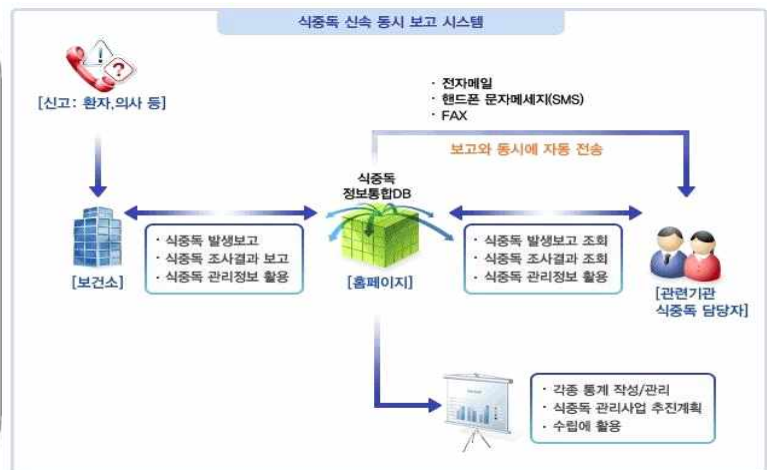 식중독 신속 동시 보고 시스템
[신고: 환자,의사 등]
· 전자메일
· 핸드폰 문자메세지(SMS)
· FAX
보고와 동시에 자동 전송
식중독
정보통합DB
· 식중독 발생보고
· 식중독 조사결과 보고
· 식중독 관리정보 활용
· 식중독 발생보고 조회
· 식중독 조사결과 조회
· 식중독 관리정보 활용
[보건소]
[홈페이지]
[관련기관
식중독 담당자]
· 각종 통계 작성/관리
· 식중독 관리사업 추진계획
· 수립에 활용